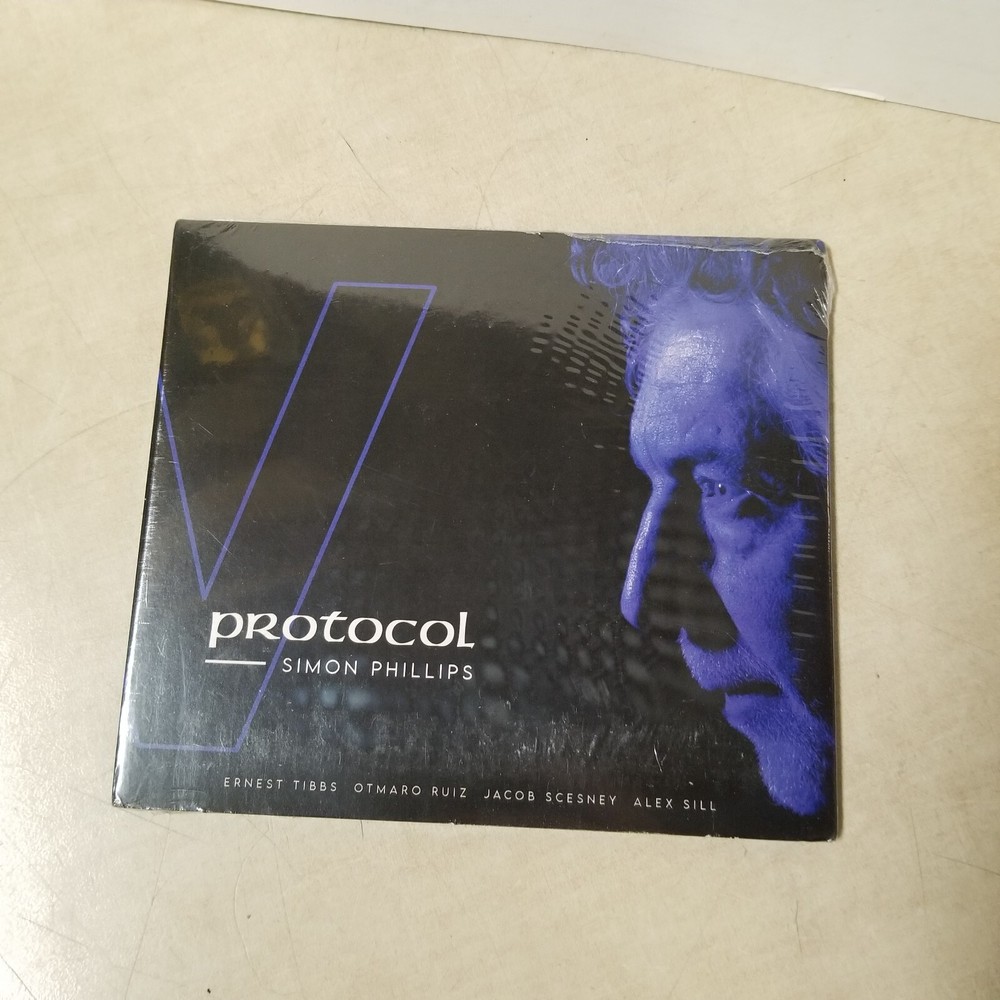 V
protocol
SIMON PHILLIPS
ERNEST TIBBS OTMARO RUIZ JACOB SCESNEY ALEX SILL